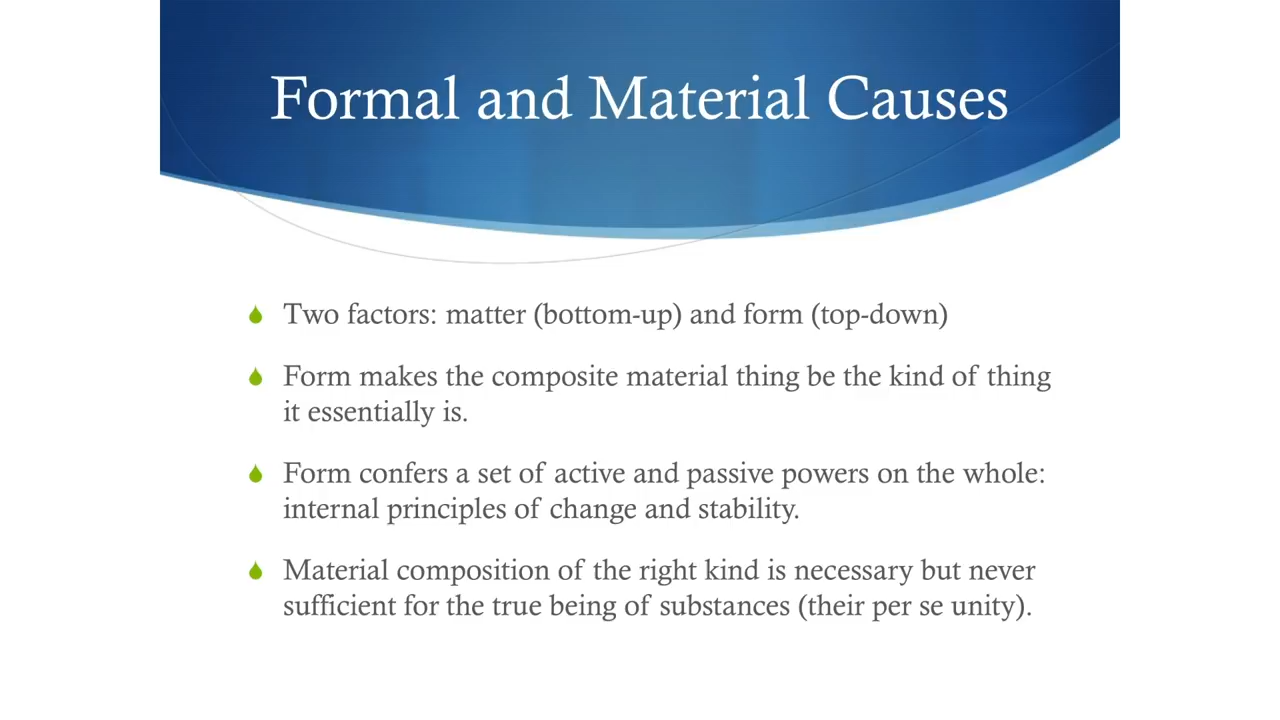 Formal and Material Causes
Two factors: matter (bottom-up) and form (top-down)
Form makes the composite material thing be the kind of thing
it essentially is.
Form confers a set of active and passive powers on the whole:
internal principles of change and stability.
Material composition of the right kind is necessary but never
sufficient for the true being of substances (their per se unity).